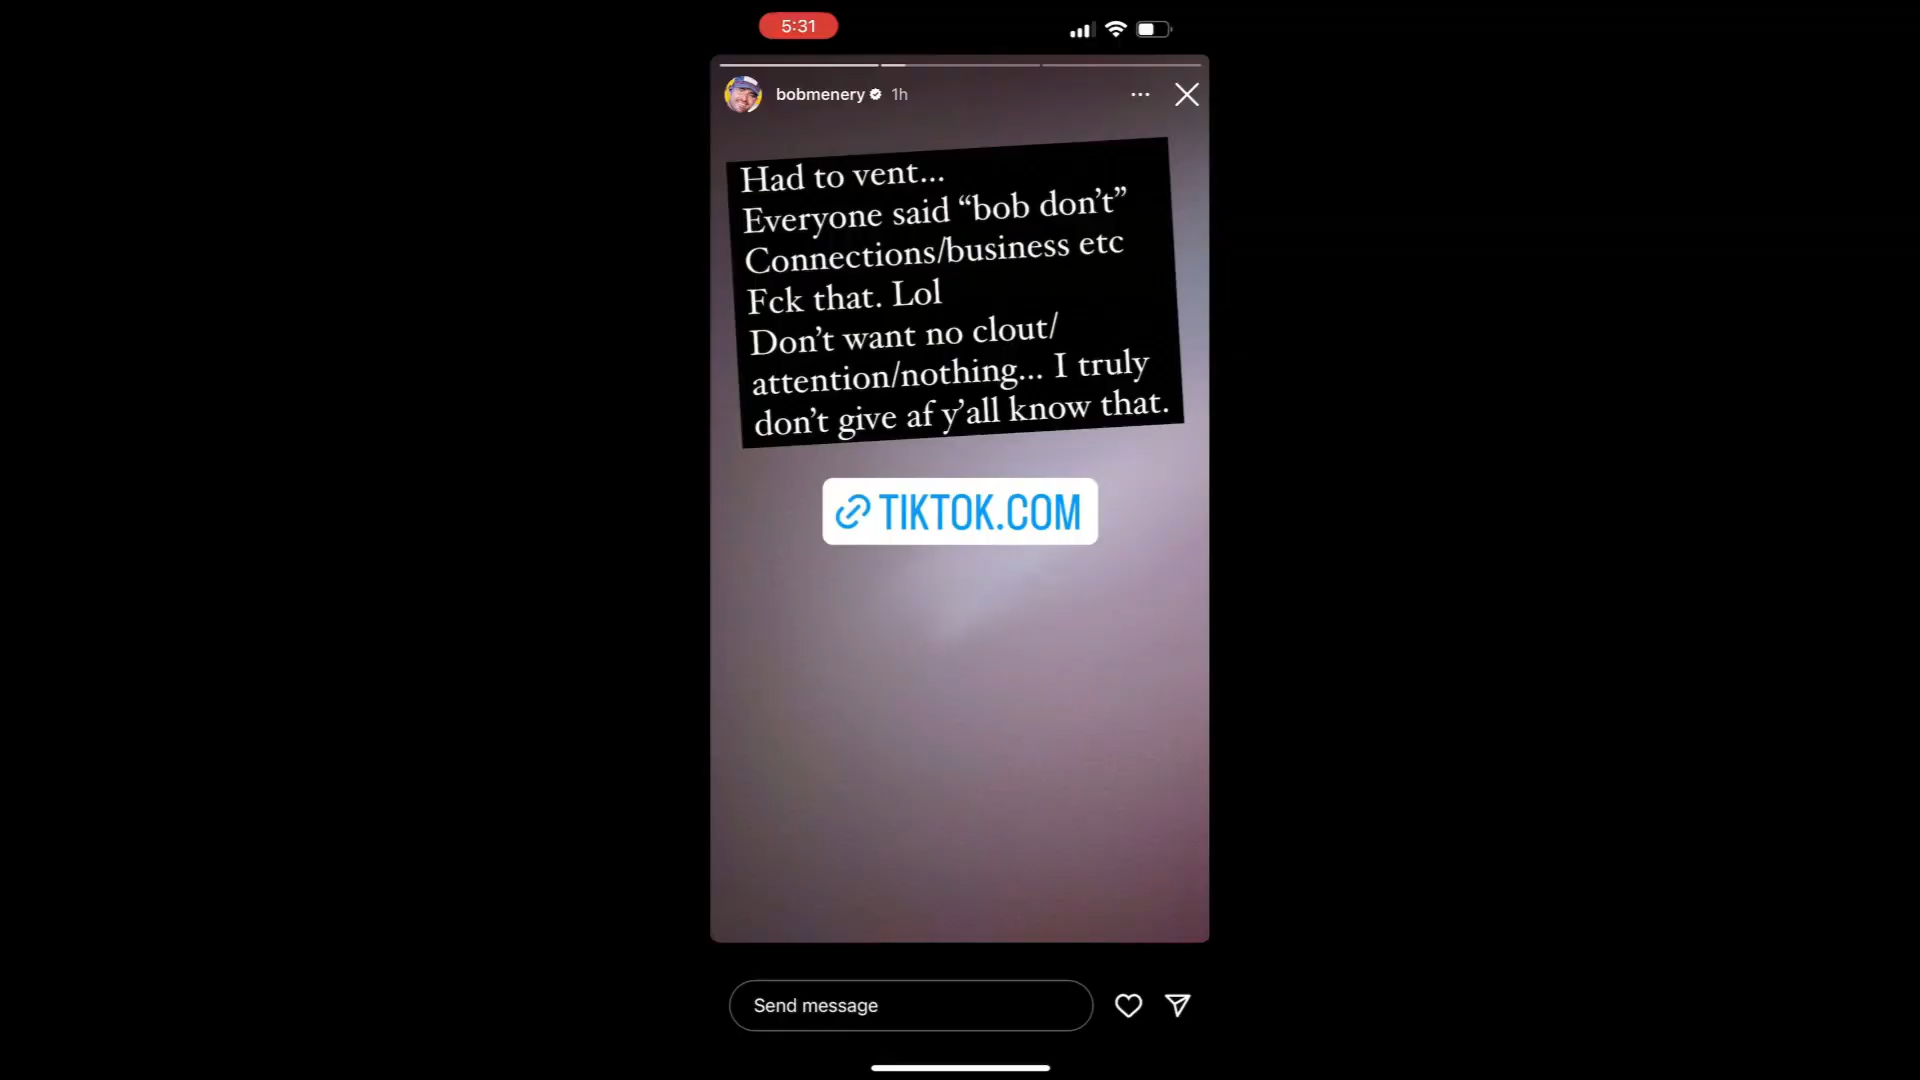 5:31
bobmenery 1h
Had to vent...
Everyone said “bob don’t”
Connections/business etc
Fck that. Lol
Don’t want no clout/
attention/nothing... I truly
don’t give af y’all know that.
TIKTOK.COM
Send message